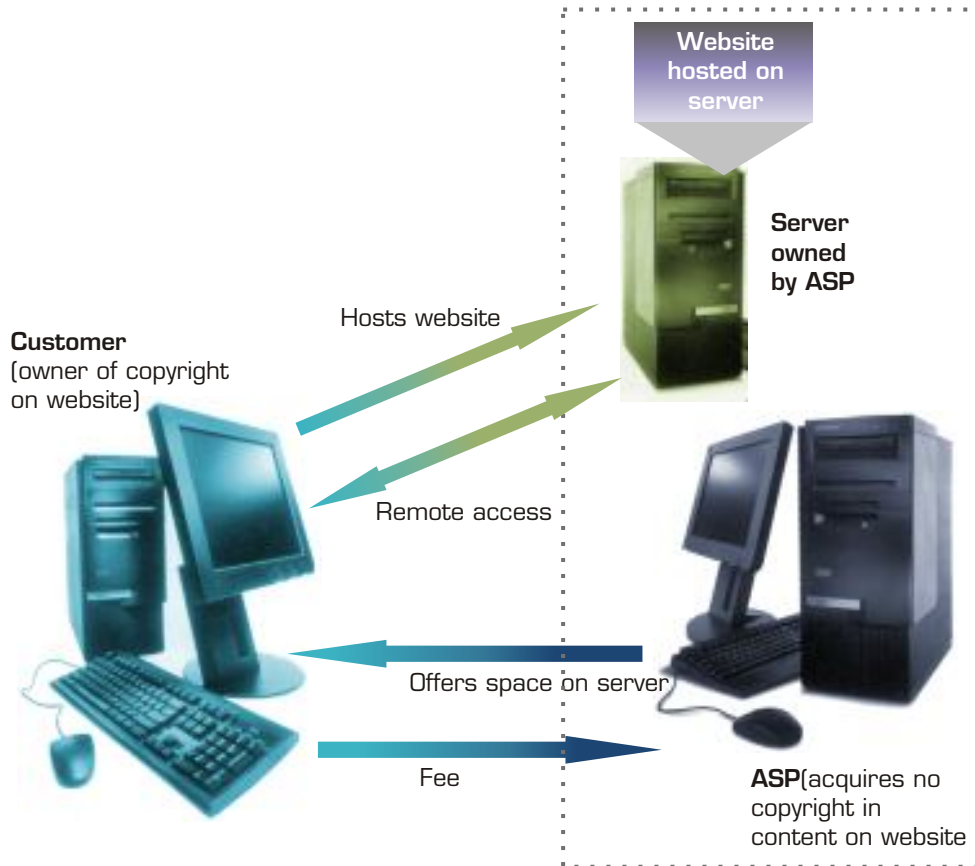 Website
hosted on
server
Server
owned
by ASP
Hosts website
Customer
(owner of copyright
on website)
Remote access
Offers space on server
Fee
ASP(acquires no
copyright in
content on website